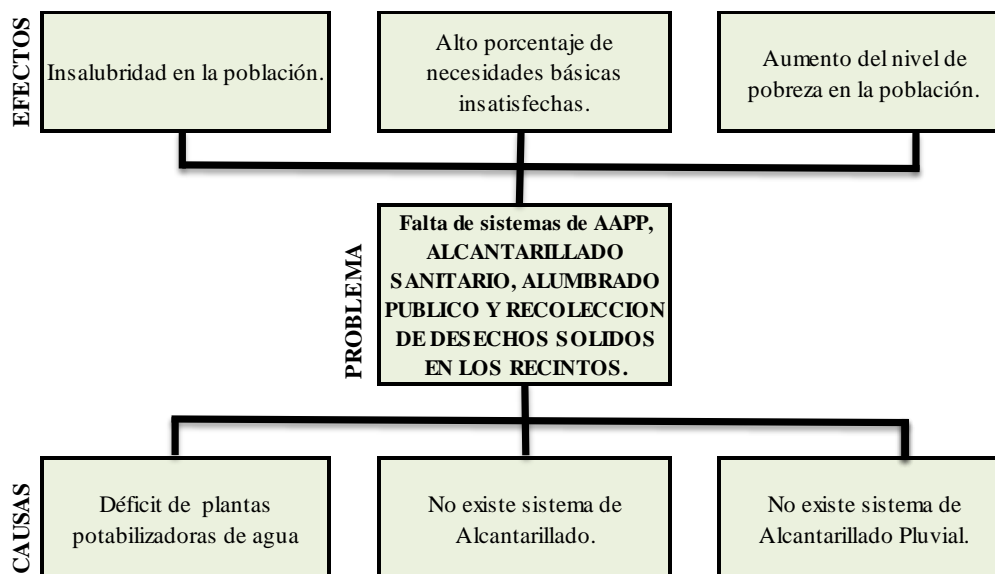 EFECTOS
Insalubridad en la población.
Alto porcentaje de
necesidades básicas
insatisfechas.
Aumento del nivel de
pobreza en la población.
PROBLEMA
Falta de sistemas de AAPP,
ALCANTARILLADO
SANITARIO, ALUMBRADO
PUBLICO Y RECOLECCION
DE DESECHOS SOLIDOS
EN LOS RECINTOS.
CAUSAS
Déficit de plantas
potabilizadoras de agua
No existe sistema de
Alcantarillado.
No existe sistema de
Alcantarillado Pluvial.